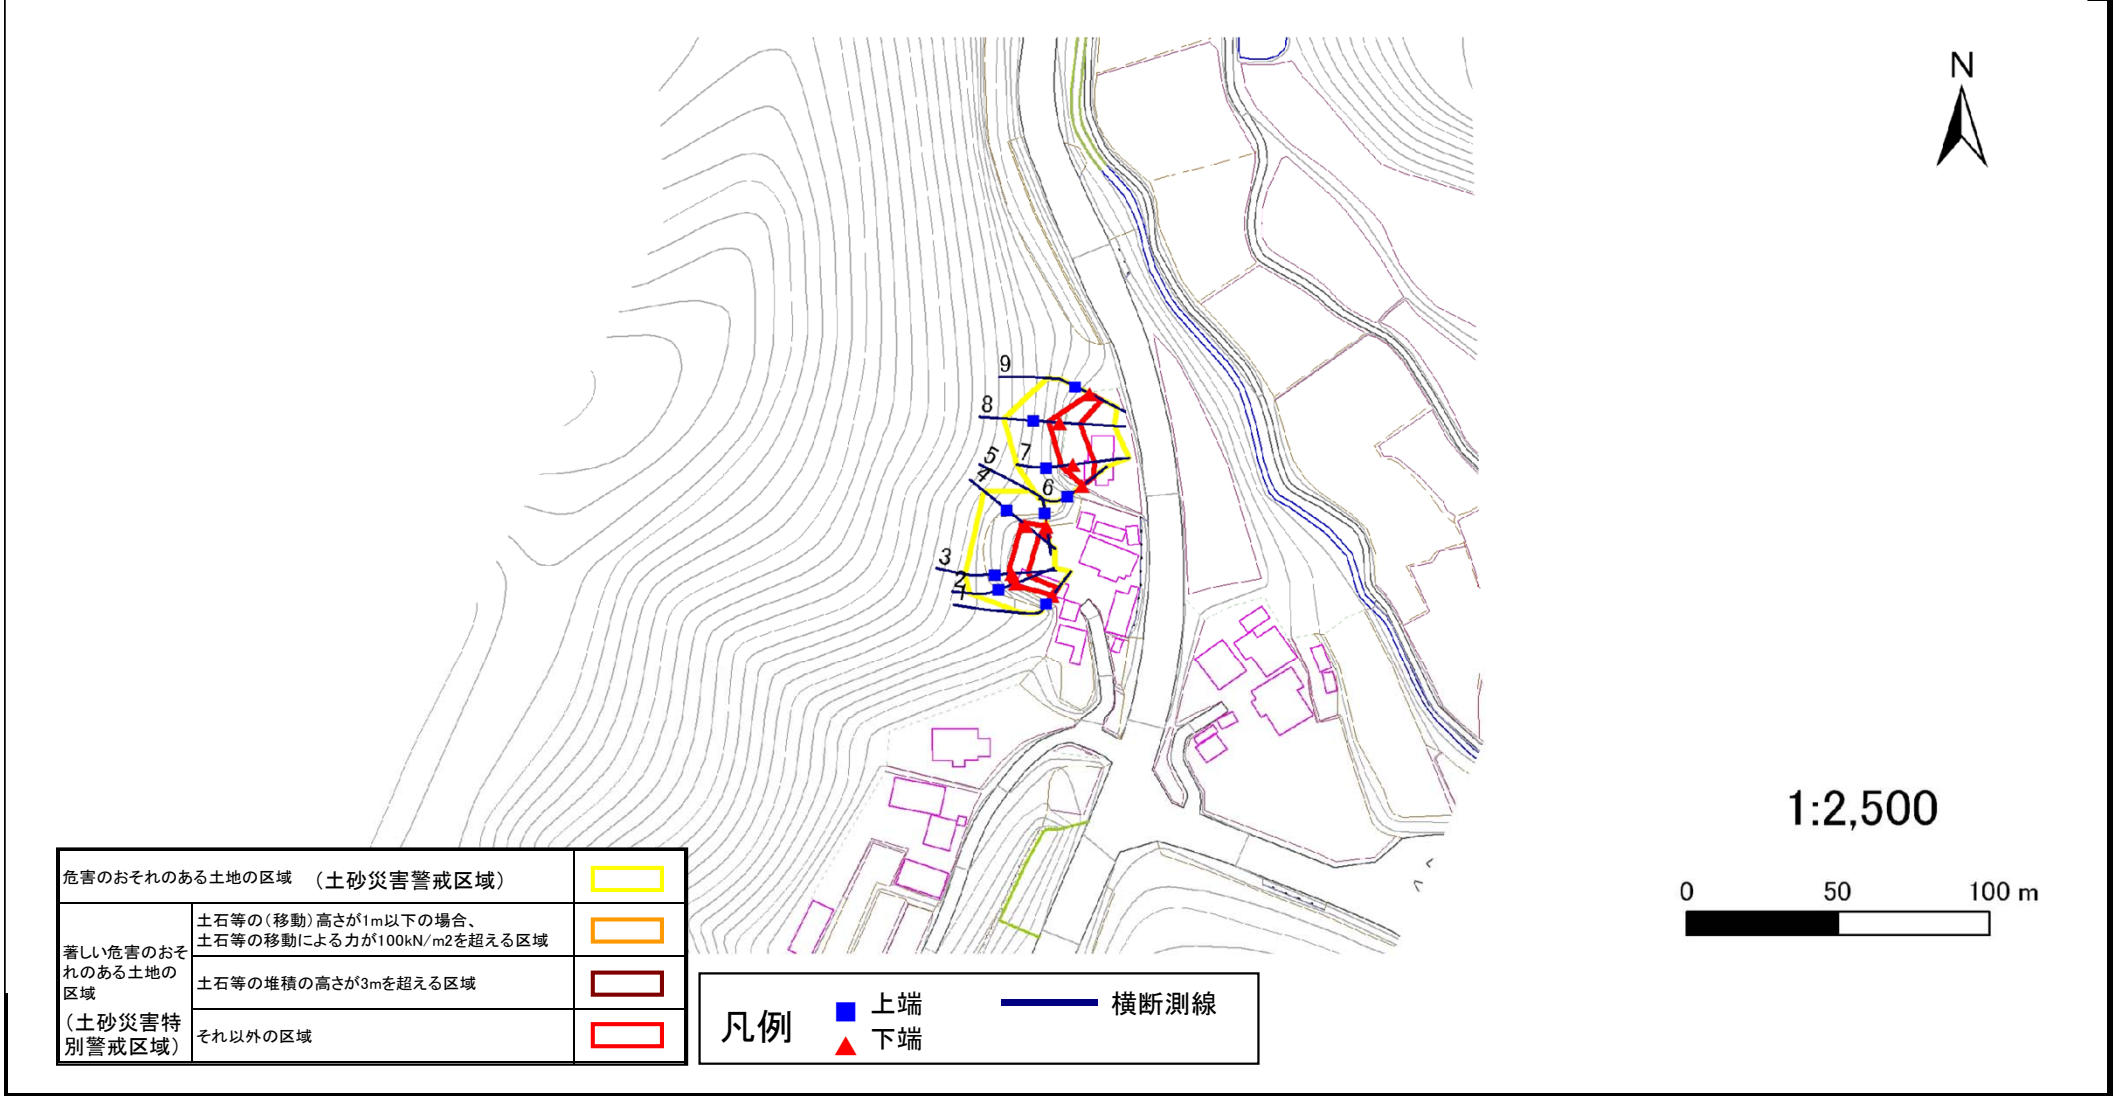 N
9
8
7
5
4
6
3
2
1
1:2,500
0 50 100 m
危害のおそれのある土地の区域 (土砂災害警戒区域)
著しい危害のおそ
れのある土地の
区域
(土砂災害特
別警戒区域)
土石等の(移動)高さが1m以下の場合、
土石等の移動による力が100kN/m2を超える区域
土石等の堆積の高さが3mを超える区域
それ以外の区域
凡例
上端
下端
横断測線